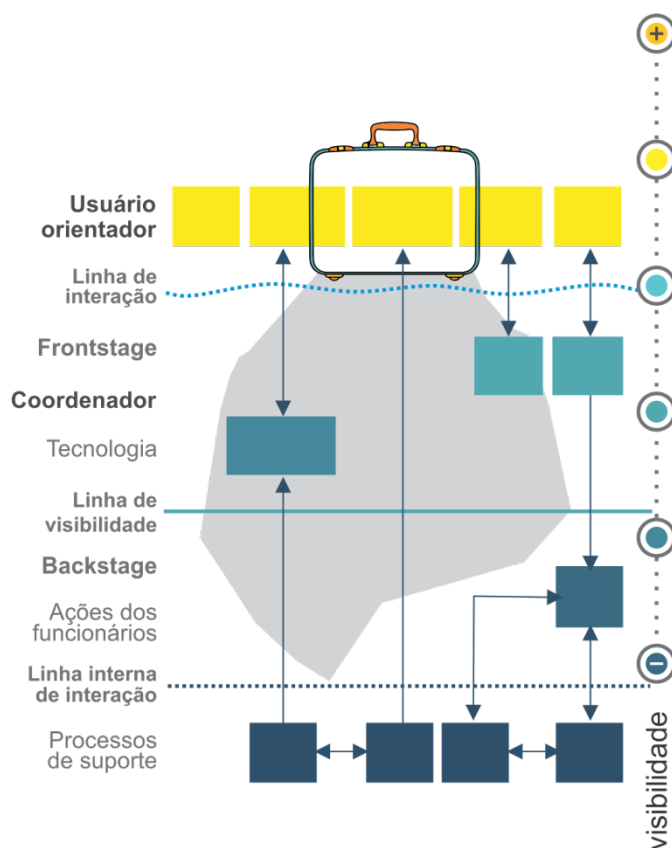 +
Usuário
orientador
Linha de
interação
Frontstage
Coordenador
Tecnologia
Linha de
visibilidade
Backstage
Ações dos
funcionários
Linha interna
de interação
−
Processos
de suporte
visibilidade